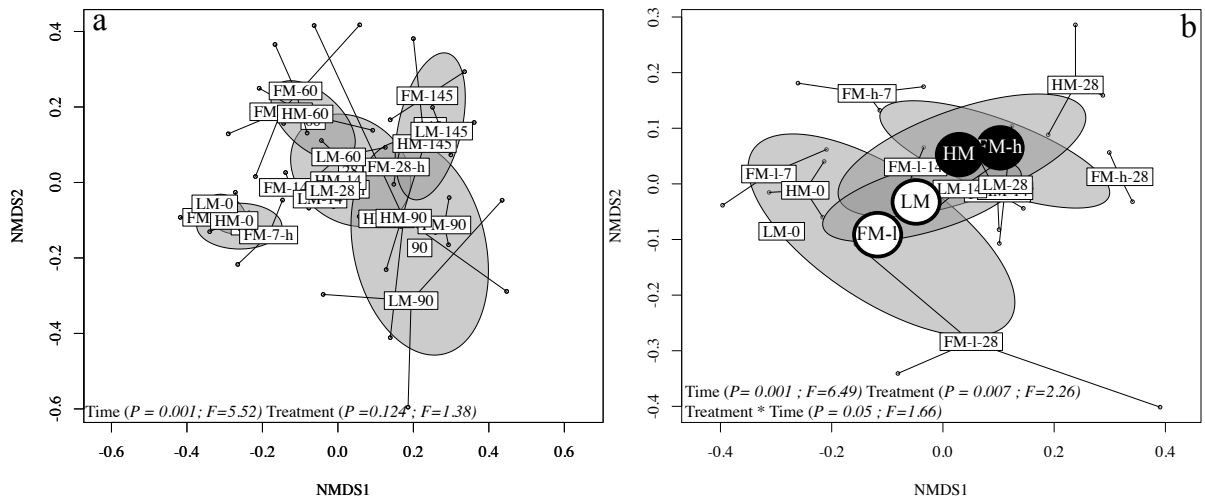 a
0.4
0.2
0.0
-0.2
-0.4
-0.6
NMDS2
FM-60
HM-60
FM-145
LM-145
HM-145
LM-60
FM-28-h
HM-14
LM-28
LM-14
LM-0
HM-0
FM-7-h
HM-90
FM-90
90
LM-90
Time (P = 0.001; F=5.52) Treatment (P =0.124 ; F=1.38)
-0.6 -0.4 -0.2 0.0 0.2 0.4 0.6
NMDS1
b
0.3
0.2
0.1
0.0
-0.1
-0.2
-0.3
-0.4
NMDS2
HM-28
FM-h-7
HM
FM-h
FM-l-14
FM-l-7
HM-0
FM-h-28
LM-14
LM-28
LM
LM-0
FM-l
FM-l-28
Time (P = 0.001 ; F=6.49) Treatment (P = 0.007 ; F=2.26)
Treatment * Time (P = 0.05 ; F=1.66)
-0.4 -0.2 0.0 0.2 0.4
NMDS1